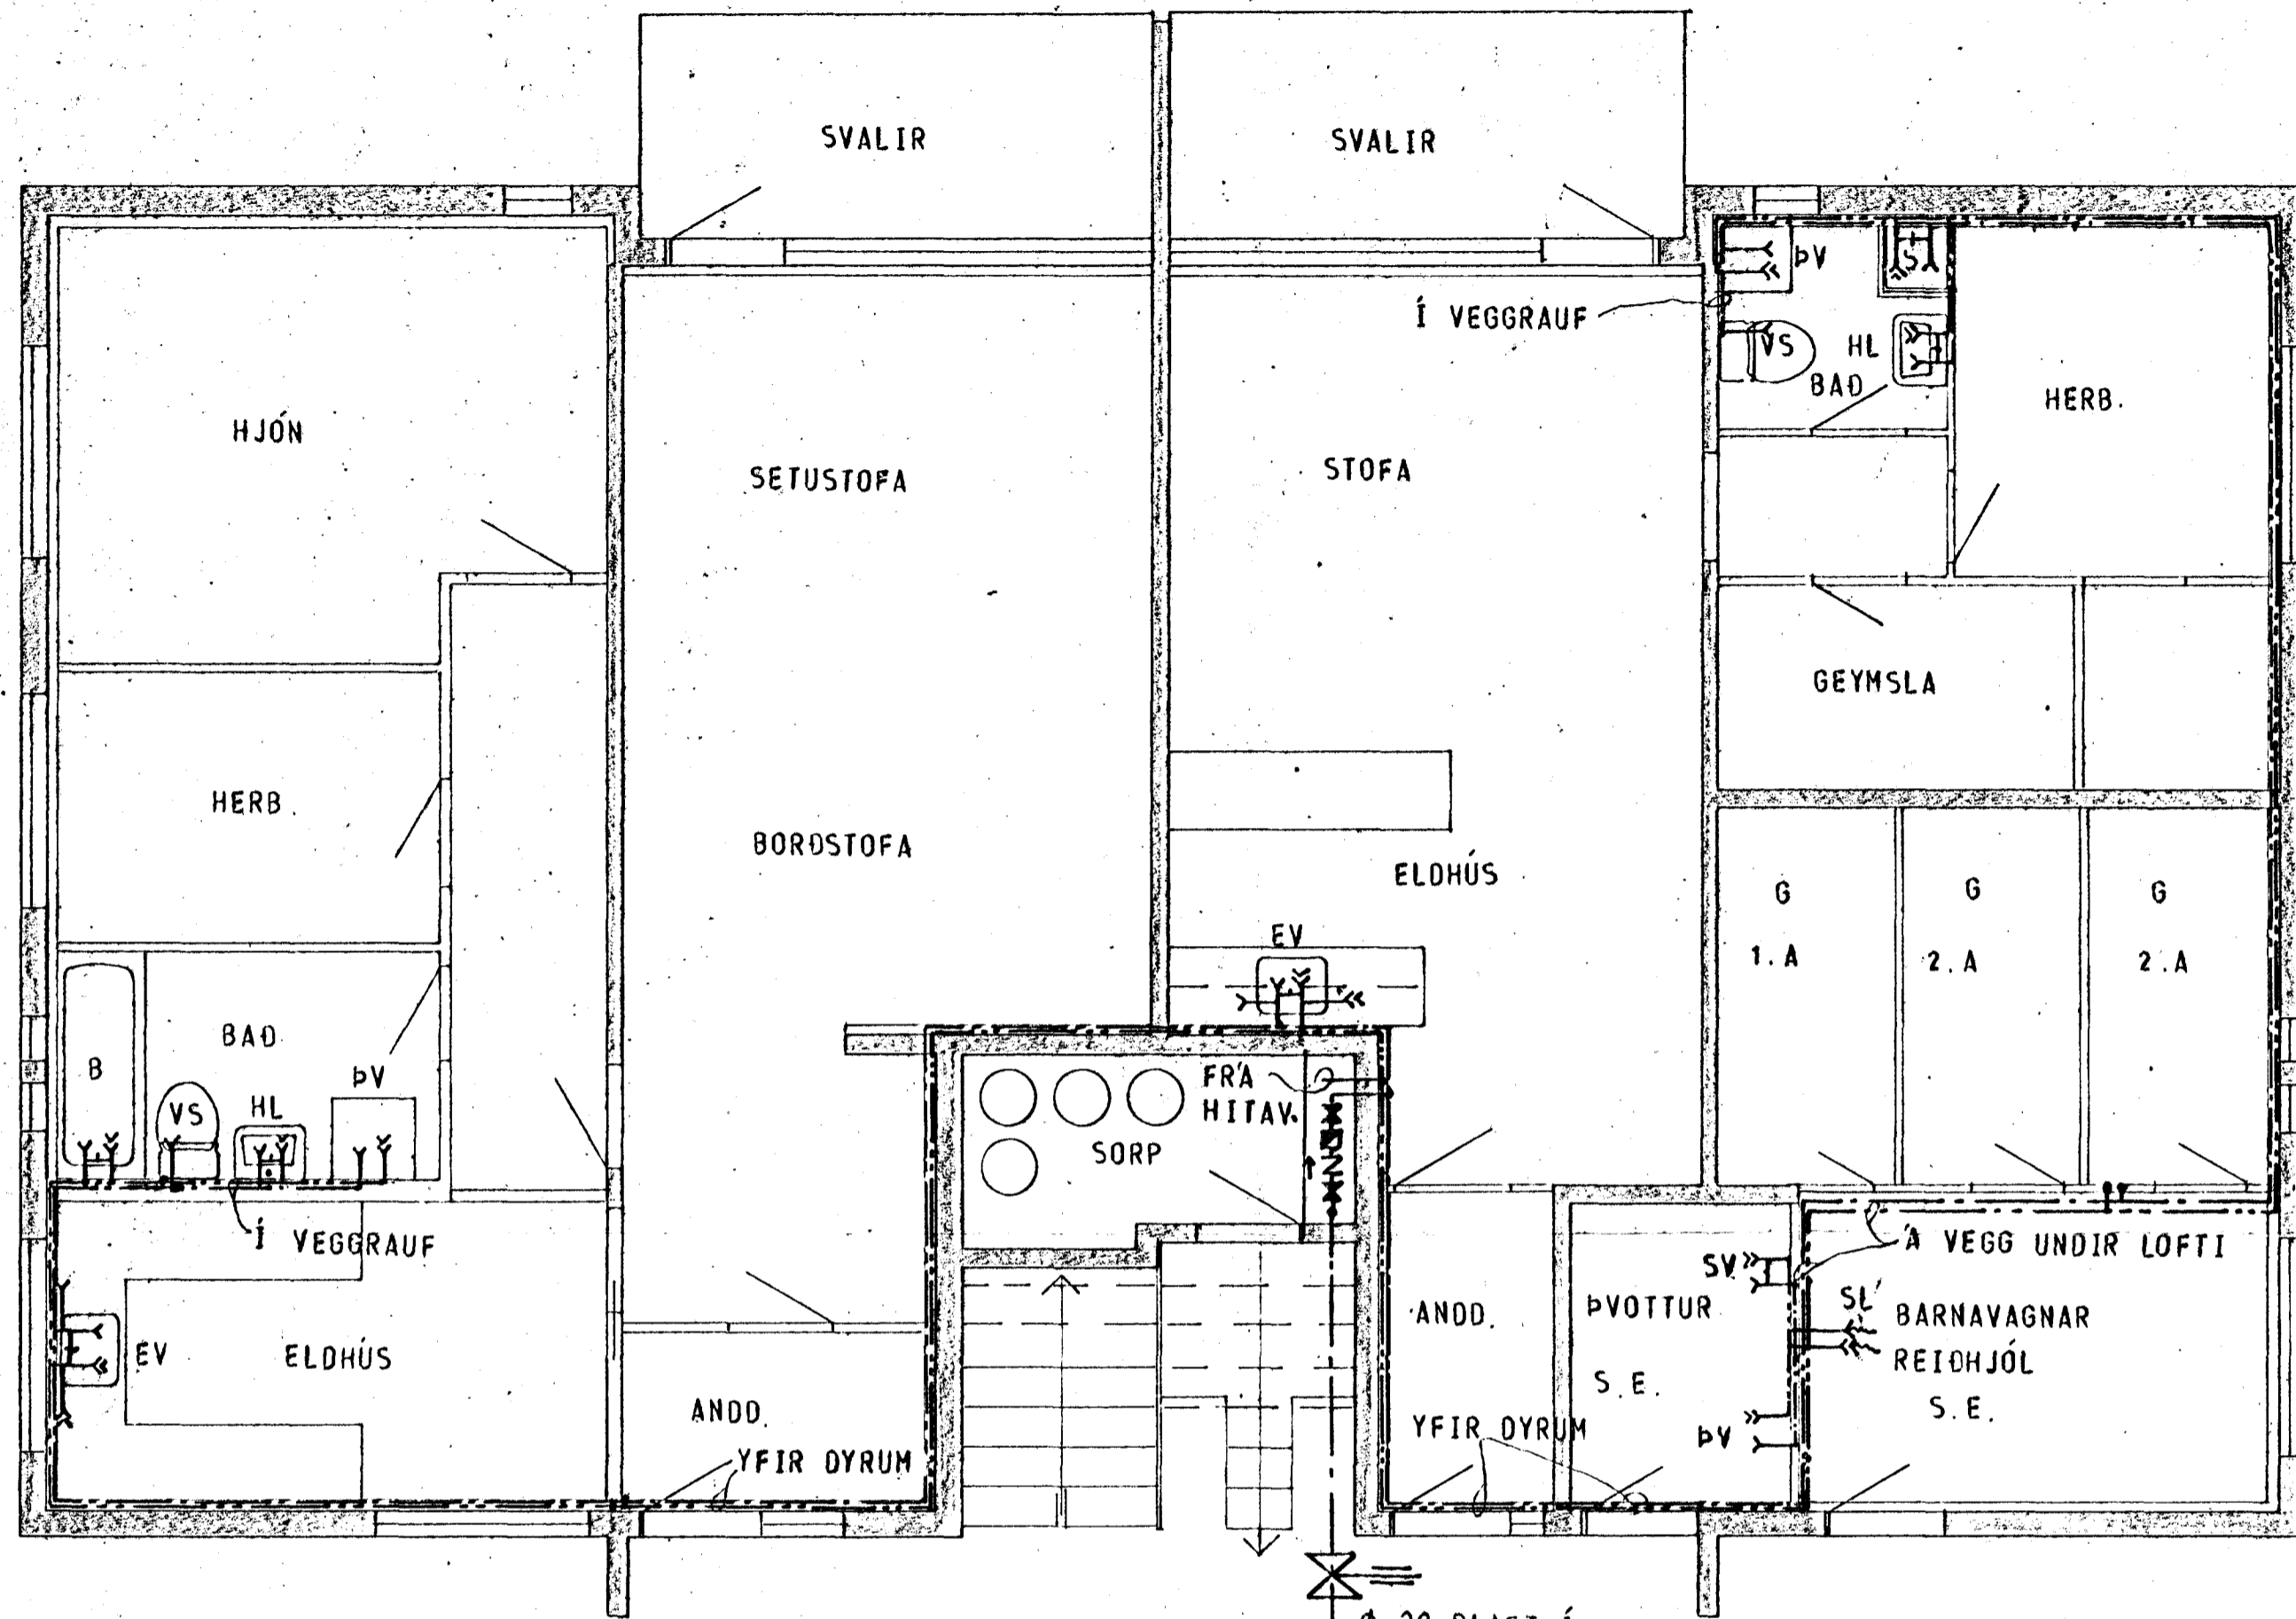 SVALIR
SVALIR
ÞV
S
Í VEGGRAUF
VS
HL
BAÐ
HERB.
HJÓN
SETUSTOFA
STOFA
GEYMSLA
HERB.
BORÐSTOFA
ELDHÚS
G
1.A
G
2.A
G
2.A
EV
BAÐ
B
ÞV
VS
HL
FRÁ
HITAV.
SORP
Í VEGGRAUF
EV
ELDHÚS
ANDD.
YFIR DYRUM
ANDD.
ÞVOTTUR
S.E.
SV
ÞV
YFIR DYRUM
Á VEGG UNDIR LOFTI
SL
BARNAVAGNAR
REIÐHJÓL
S.E.